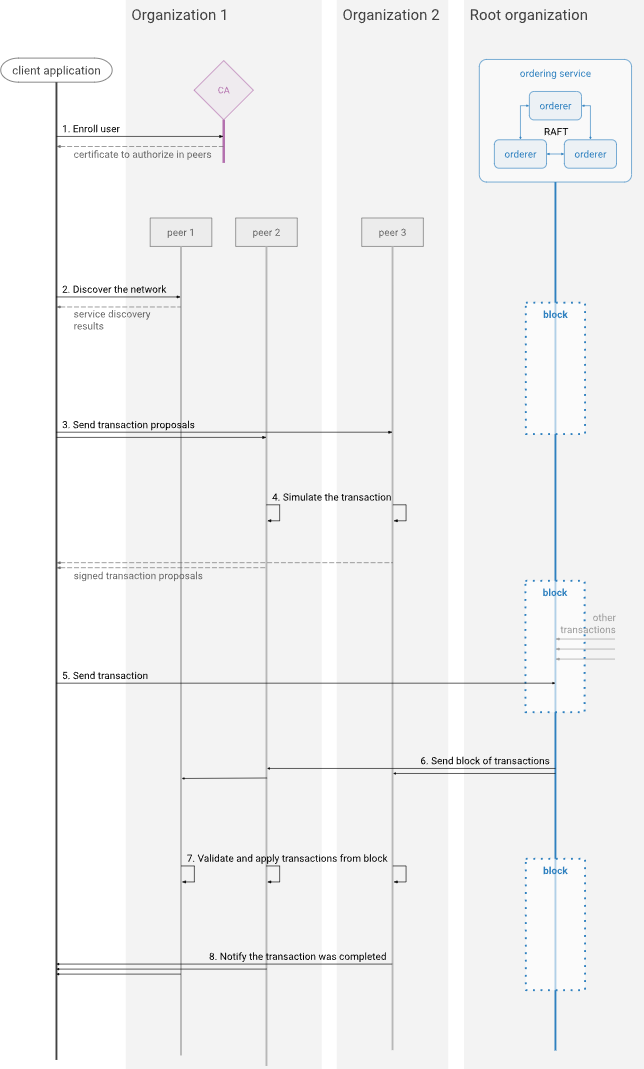 Organization 1
Organization 2
Root organization
client application
CA
ordering service
orderer
RAFT
orderer
orderer
1. Enroll user
certificate to authorize in peers
peer 1
peer 2
peer 3
2. Discover the network
service discovery
results
block
3. Send transaction proposals
4. Simulate the transaction
signed transaction proposals
block
other
transactions
5. Send transaction
6. Send block of transactions
7. Validate and apply transactions from block
block
8. Notify the transaction was completed